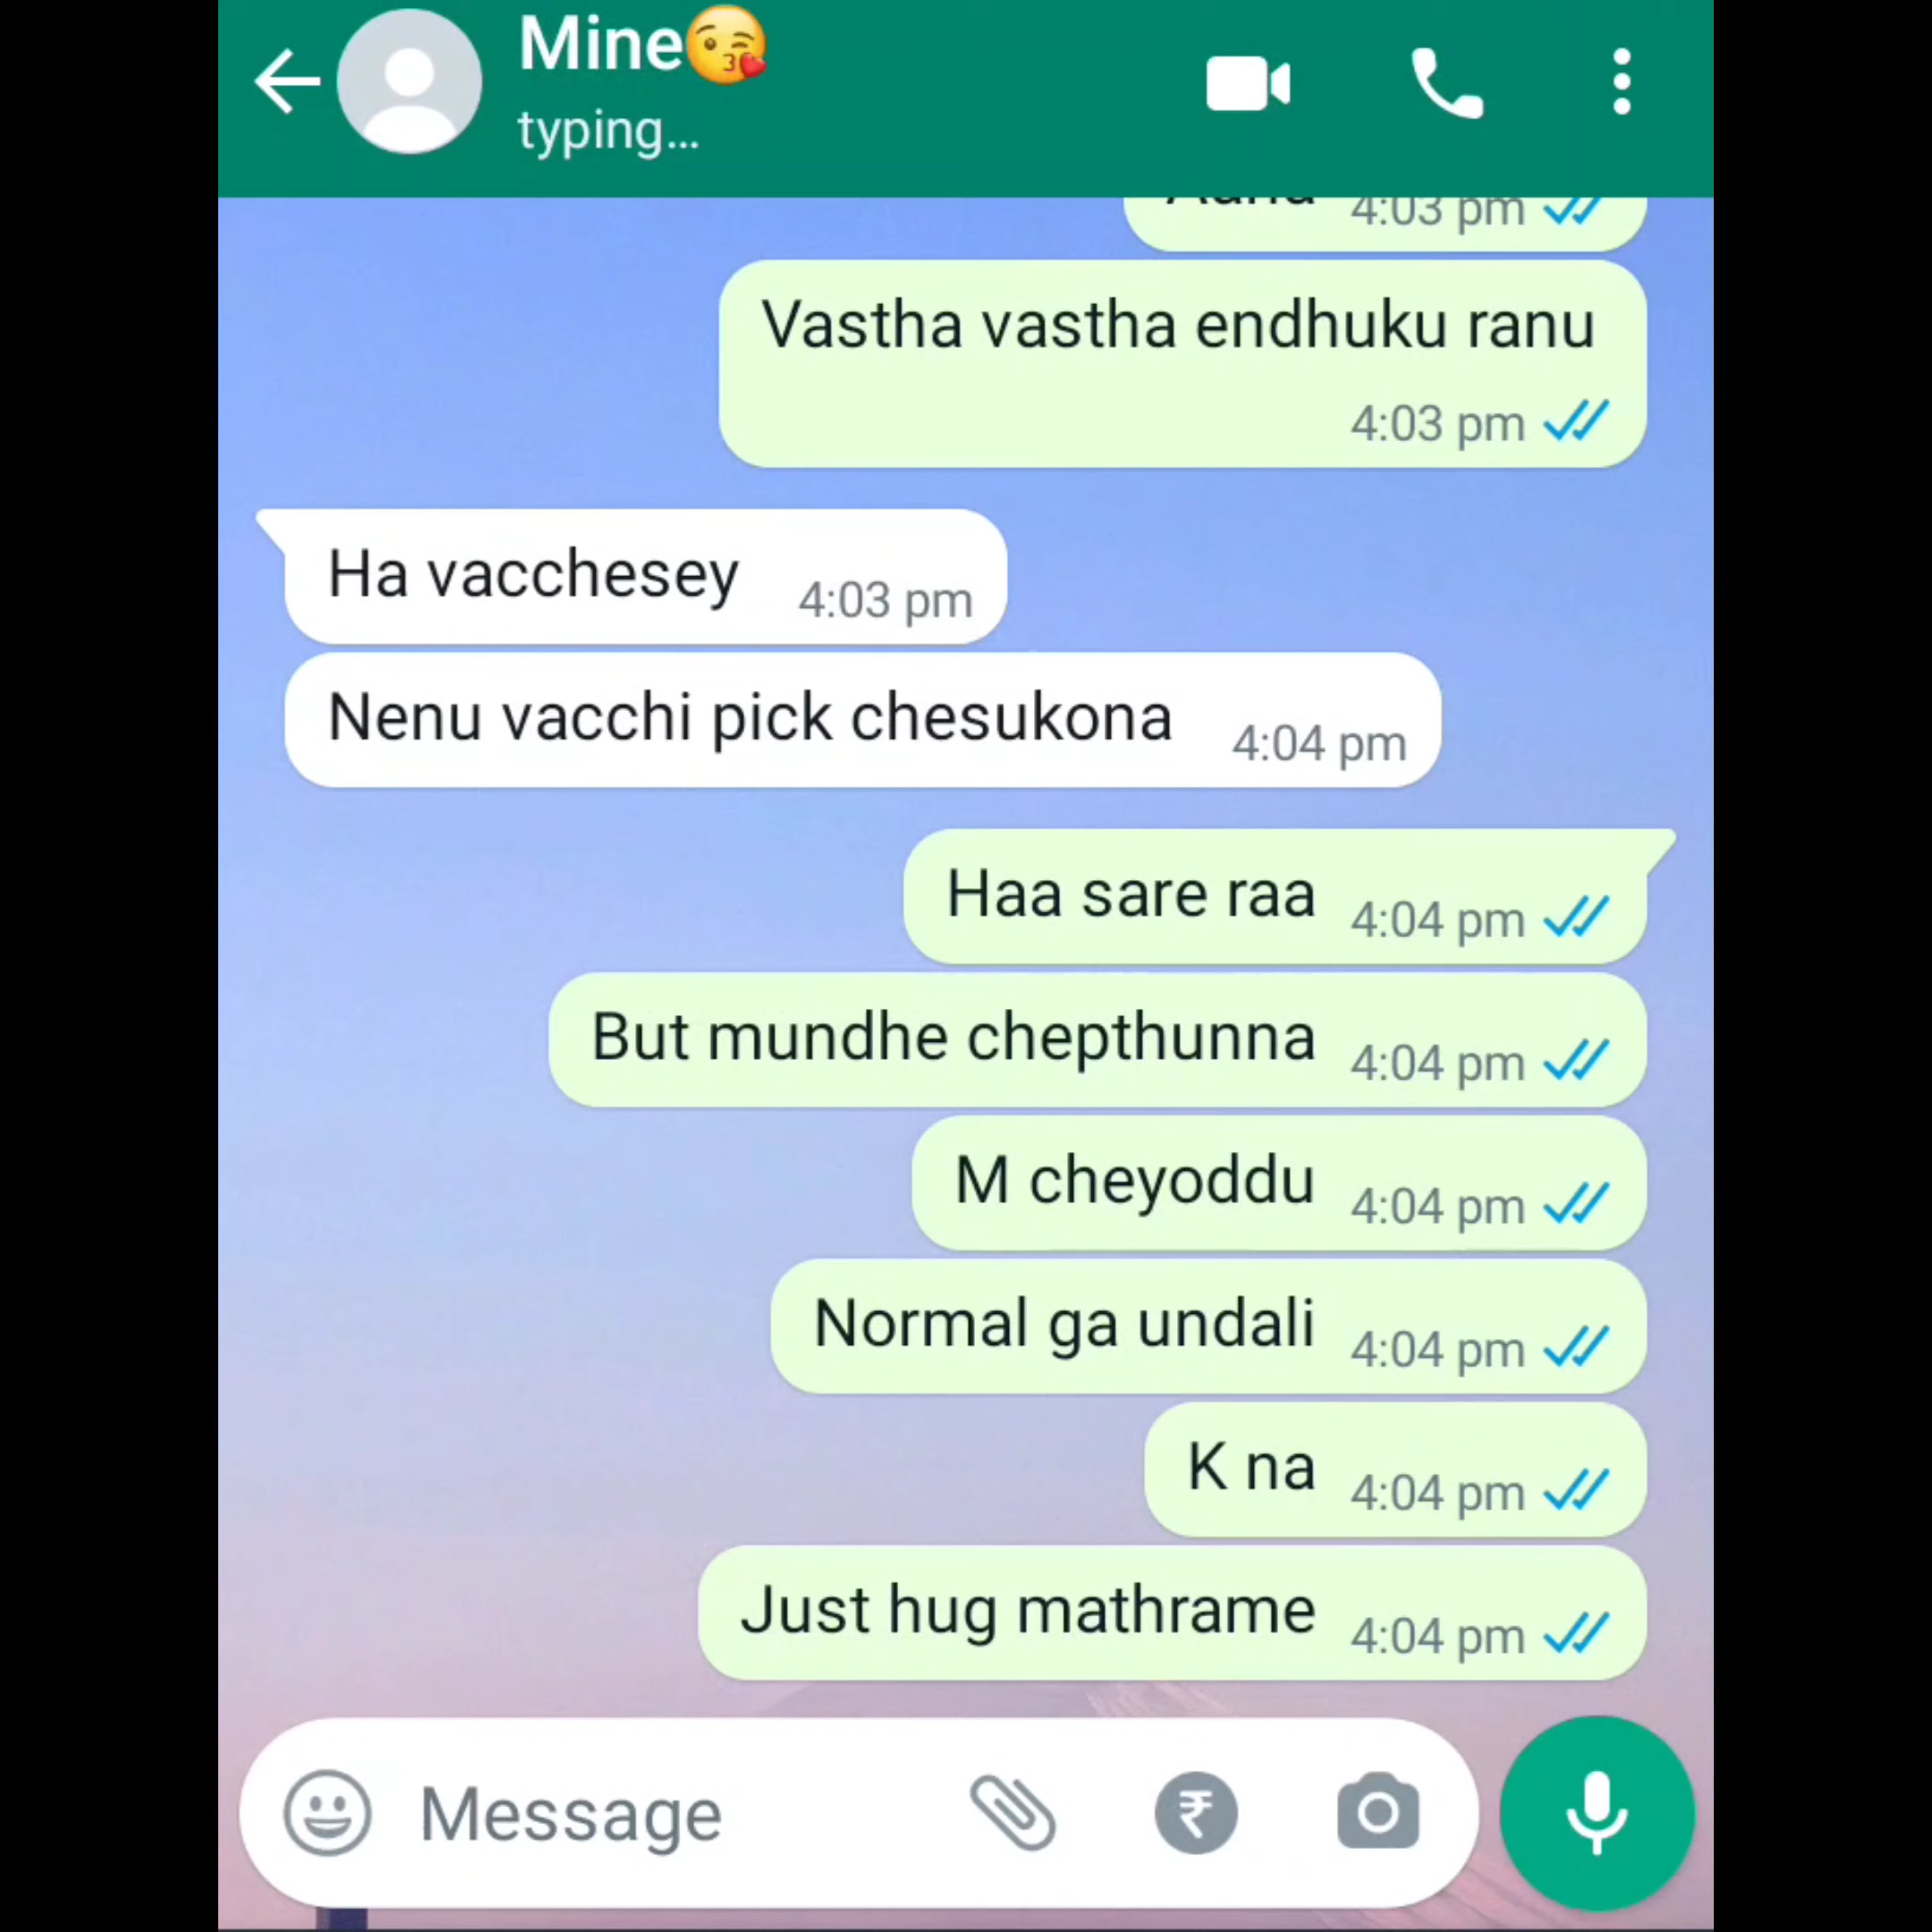 Mine😘
typing...
4:03 pm
Vastha vastha endhuku ranu
4:03 pm
Ha vacchesey 4:03 pm
Nenu vacchi pick chesukona 4:04 pm
Haa sare raa 4:04 pm
But mundhe chepthunna 4:04 pm
M cheyoddu 4:04 pm
Normal ga undali 4:04 pm
K na 4:04 pm
Just hug mathrame 4:04 pm
Message